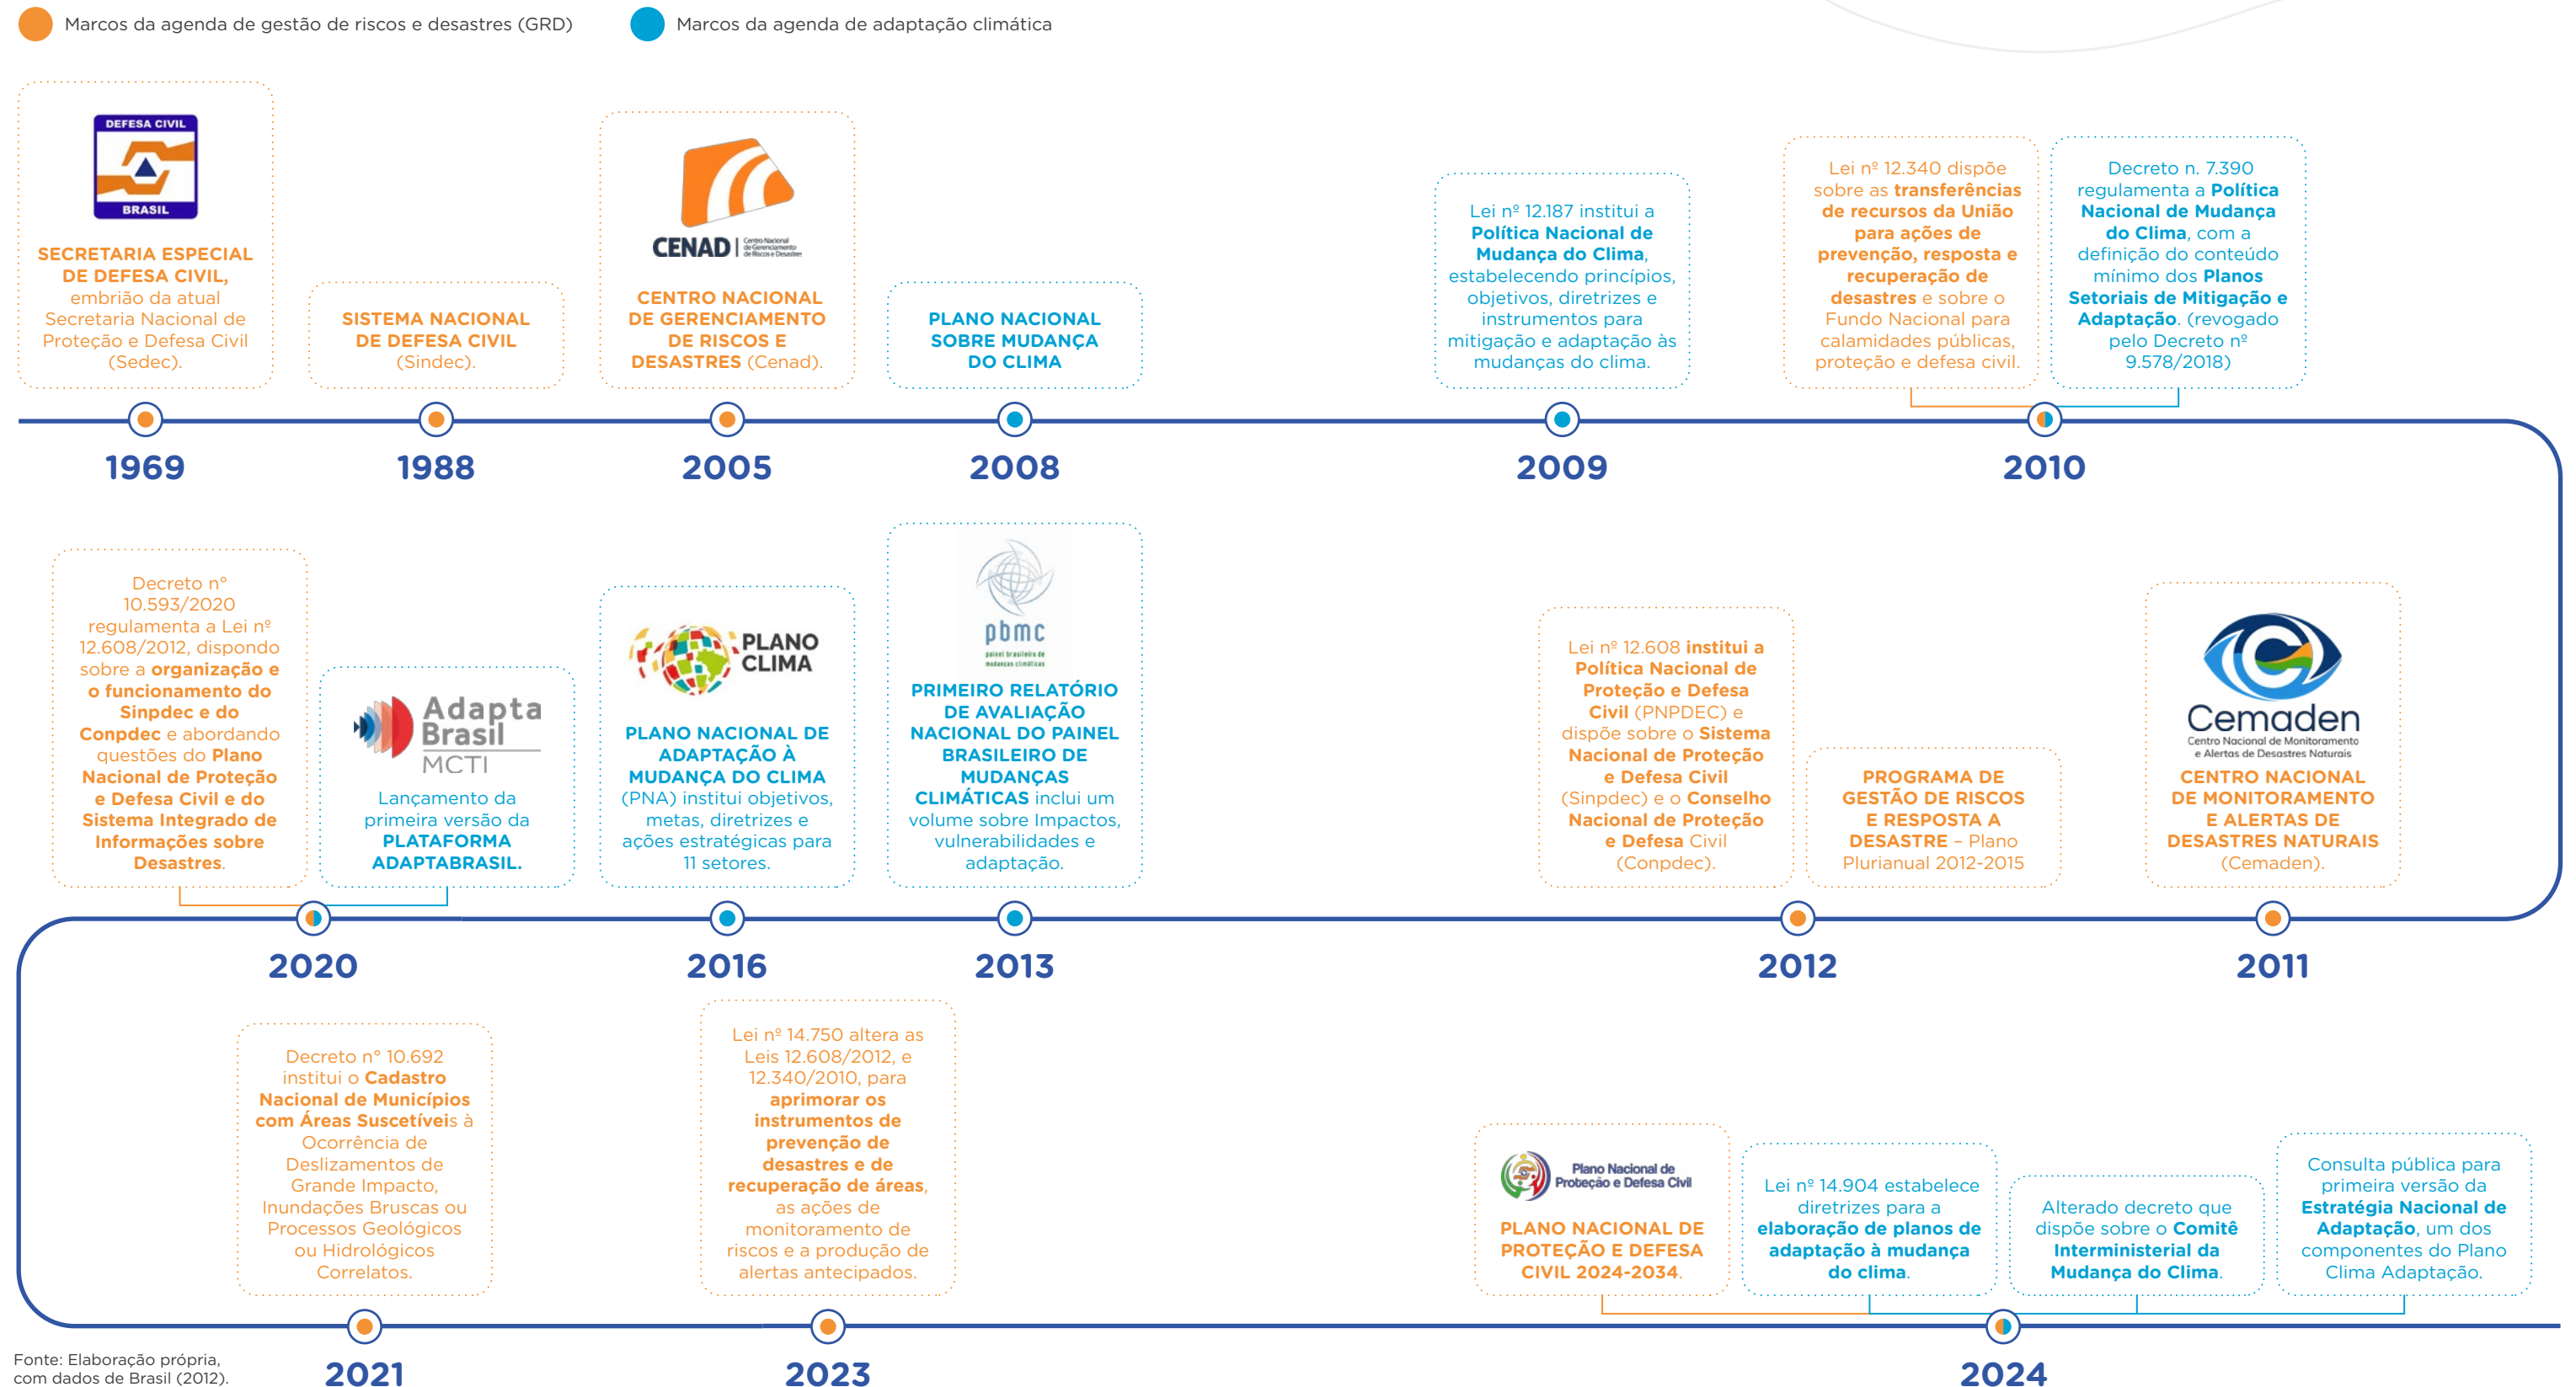 Marcos da agenda de gestão de riscos e desastres (GRD)
Marcos da agenda de adaptação climática
DEFESA CIVIL
BRASIL
SECRETARIA ESPECIAL
DE DEFESA CIVIL,
embrião da atual
Secretaria Nacional de
Proteção e Defesa Civil
(Sedec).
1969
SISTEMA NACIONAL
DE DEFESA CIVIL
(Sindec).
1988
CENAD
Centro Nacional
de Gerenciamento
de Riscos e Desastres
CENTRO NACIONAL
DE GERENCIAMENTO
DE RISCOS E
DESASTRES (Cenad).
2005
PLANO NACIONAL
SOBRE MUDANÇA
DO CLIMA
2008
Lei nº 12.187 institui a
Política Nacional de
Mudança do Clima,
estabelecendo princípios,
objetivos, diretrizes e
instrumentos para
mitigação e adaptação às
mudanças do clima.
2009
Lei nº 12.340 dispõe
sobre as transferências
de recursos da União
para ações de
prevenção, resposta e
recuperação de
desastres e sobre o
Fundo Nacional para
calamidades públicas,
proteção e defesa civil.
Decreto n. 7.390
regulamenta a Política
Nacional de Mudança
do Clima, com a
definição do conteúdo
mínimo dos Planos
Setoriais de Mitigação e
Adaptação. (revogado
pelo Decreto nº
9.578/2018)
2010
Cemaden
Centro Nacional de Monitoramento
e Alertas de Desastres Naturais
CENTRO NACIONAL
DE MONITORAMENTO
E ALERTAS DE
DESASTRES NATURAIS
(Cemaden).
2011
Lei nº 12.608 institui a
Política Nacional de
Proteção e Defesa
Civil (PNPDEC) e
dispõe sobre o Sistema
Nacional de Proteção
e Defesa Civil
(Sinpdec) e o Conselho
Nacional de Proteção
e Defesa Civil
(Conpdec).
PROGRAMA DE
GESTÃO DE RISCOS
E RESPOSTA A
DESASTRE – Plano
Plurianual 2012-2015
2012
pbmc
painel brasileiro de
mudanças climáticas
PRIMEIRO RELATÓRIO
DE AVALIAÇÃO
NACIONAL DO PAINEL
BRASILEIRO DE
MUDANÇAS
CLIMÁTICAS inclui um
volume sobre Impactos,
vulnerabilidades e
adaptação.
2013
PLANO
CLIMA
PLANO NACIONAL DE
ADAPTAÇÃO À
MUDANÇA DO CLIMA
(PNA) institui objetivos,
metas, diretrizes e
ações estratégicas para
11 setores.
2016
Decreto n°
10.593/2020
regulamenta a Lei nº
12.608/2012, dispondo
sobre a organização e
o funcionamento do
Sinpdec e do
Conpdec e abordando
questões do Plano
Nacional de Proteção
e Defesa Civil e do
Sistema Integrado de
Informações sobre
Desastres.
Adapta
Brasil
MCTI
Lançamento da
primeira versão da
PLATAFORMA
ADAPTABRASIL.
2020
Decreto n° 10.692
institui o Cadastro
Nacional de Municípios
com Áreas Suscetíveis à
Ocorrência de
Deslizamentos de
Grande Impacto,
Inundações Bruscas ou
Processos Geológicos
ou Hidrológicos
Correlatos.
2021
Lei nº 14.750 altera as
Leis 12.608/2012, e
12.340/2010, para
aprimorar os
instrumentos de
prevenção de
desastres e de
recuperação de áreas,
as ações de
monitoramento de
riscos e a produção de
alertas antecipados.
2023
Plano Nacional de
Proteção e Defesa Civil
PLANO NACIONAL DE
PROTEÇÃO E DEFESA
CIVIL 2024-2034.
Lei nº 14.904 estabelece
diretrizes para a
elaboração de planos de
adaptação à mudança
do clima.
Alterado decreto que
dispõe sobre o Comitê
Interministerial da
Mudança do Clima.
Consulta pública para
primeira versão da
Estratégia Nacional de
Adaptação, um dos
componentes do Plano
Clima Adaptação.
2024
Fonte: Elaboração própria,
com dados de Brasil (2012).